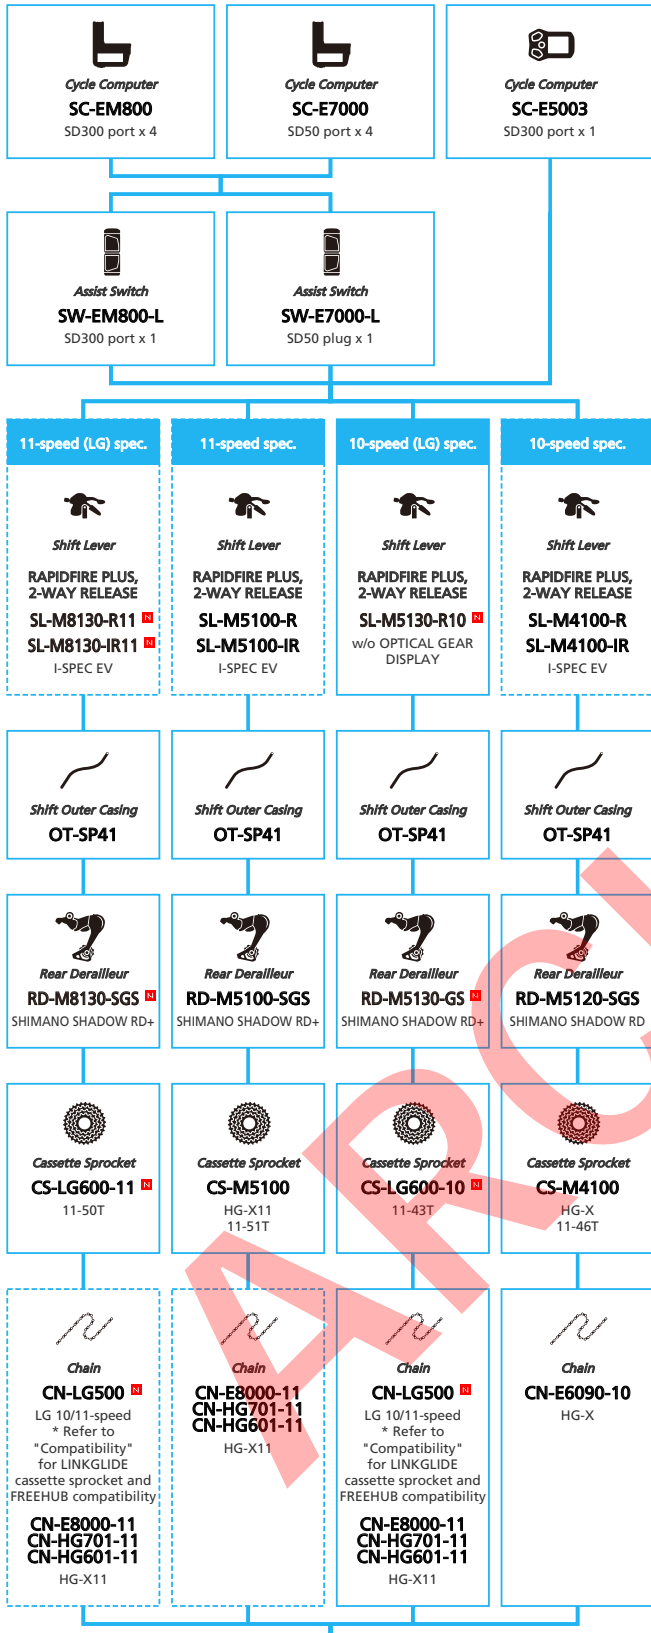 Cycle Computer
SC-EM800
SD300 port x 4
Cycle Computer
SC-E7000
SD50 port x 4
Cycle Computer
SC-E5003
SD300 port x 1
Assist Switch
SW-EM800-L
SD300 port x 1
Assist Switch
SW-E7000-L
SD50 plug x 1
11-speed (LG) spec.
Shift Lever
RAPIDFIRE PLUS,
2-WAY RELEASE
SL-M8130-R11 N
SL-M8130-IR11 N
I-SPEC EV
11-speed spec.
Shift Lever
RAPIDFIRE PLUS,
2-WAY RELEASE
SL-M5100-R
SL-M5100-IR
I-SPEC EV
10-speed (LG) spec.
Shift Lever
RAPIDFIRE PLUS,
2-WAY RELEASE
SL-M5130-R10 N
w/o OPTICAL GEAR
DISPLAY
10-speed spec.
Shift Lever
RAPIDFIRE PLUS,
2-WAY RELEASE
SL-M4100-R
SL-M4100-IR
I-SPEC EV
Shift Outer Casing
OT-SP41
Shift Outer Casing
OT-SP41
Shift Outer Casing
OT-SP41
Shift Outer Casing
OT-SP41
Rear Derailleur
RD-M8130-SGS N
SHIMANO SHADOW RD+
Rear Derailleur
RD-M5100-SGS
SHIMANO SHADOW RD+
Rear Derailleur
RD-M5130-GS N
SHIMANO SHADOW RD+
Rear Derailleur
RD-M5120-SGS
SHIMANO SHADOW RD
Cassette Sprocket
CS-LG600-11 N
11-50T
Cassette Sprocket
CS-M5100
HG-X11
11-51T
Cassette Sprocket
CS-LG600-10 N
11-43T
Cassette Sprocket
CS-M4100
HG-X
11-46T
Chain
CN-LG500 N
LG 10/11-speed
* Refer to
"Compatibility"
for LINKGLIDE
cassette sprocket and
FREEHUB compatibility
CN-E8000-11
CN-HG701-11
CN-HG601-11
HG-X11
Chain
CN-E8000-11
CN-HG701-11
CN-HG601-11
HG-X11
Chain
CN-LG500 N
LG 10/11-speed
* Refer to
"Compatibility"
for LINKGLIDE
cassette sprocket and
FREEHUB compatibility
CN-E8000-11
CN-HG701-11
CN-HG601-11
HG-X11
Chain
CN-E6090-10
HG-X